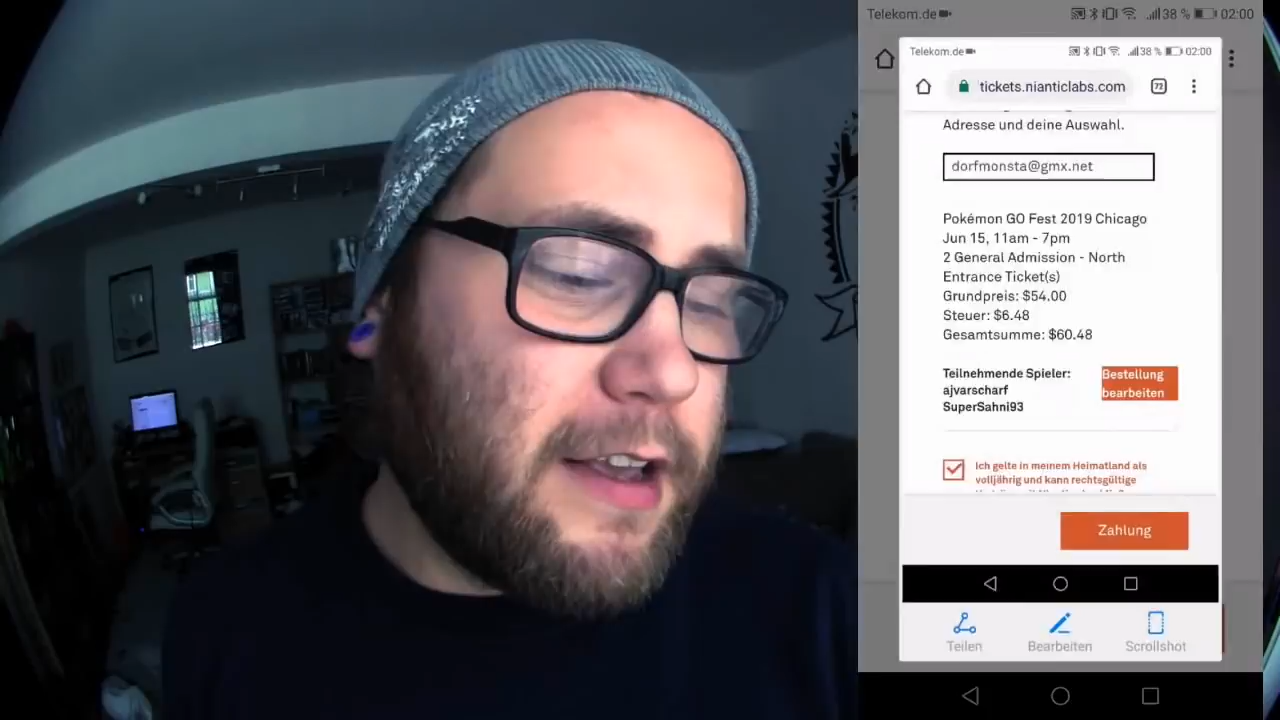 Telekom.de
38 %
02:00
Telekom.de
38 %
02:00
tickets.nianticlabs.com
72
Adresse und deine Auswahl.
dorfmonsta@gmx.net
Pokémon GO Fest 2019 Chicago
Jun 15, 11am - 7pm
2 General Admission - North
Entrance Ticket(s)
Grundpreis: $54.00
Steuer: $6.48
Gesamtsumme: $60.48
Teilnehmende Spieler:
ajvarscharf
SuperSahni93
Bestellung
bearbeiten
Ich gelte in meinem Heimatland als
volljährig und kann rechtsgültige
Zahlung
Teilen
Bearbeiten
Scrollshot